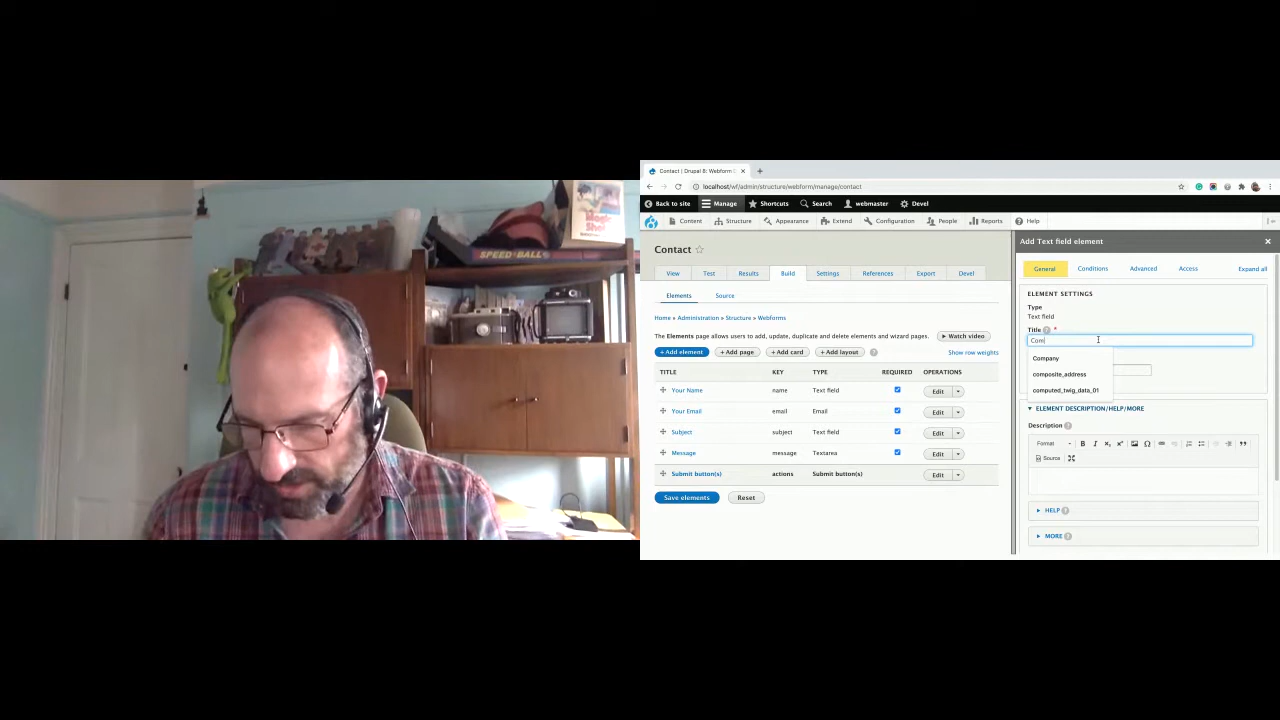 SPEED BALL
Contact | Drupal 8: Webform
localhost/wf/admin/structure/webform/manage/contact
Back to site Manage Shortcuts Search webmaster Devel
Content Structure Appearance Extend Configuration People Reports Help
Contact
View Test Results Build Settings References Export Devel
Elements Source
Home » Administration » Structure » Webforms
The Elements page allows users to add, update, duplicate and delete elements and wizard pages. Watch video
+ Add element + Add page + Add card + Add layout ? Show row weights
TITLE KEY TYPE REQUIRED OPERATIONS
Your Name name Text field Edit
Your Email email Email Edit
Subject subject Text field Edit
Message message Textarea Edit
Submit button(s) actions Submit button(s) Edit
Save elements Reset
Add Text field element
General Conditions Advanced Access Expand all
ELEMENT SETTINGS
Type
Text field
Title ? *
Com
Company
composite_address
computed_twig_data_01
ELEMENT DESCRIPTION/HELP/MORE
Description ?
Format B I
Source
HELP ?
MORE ?